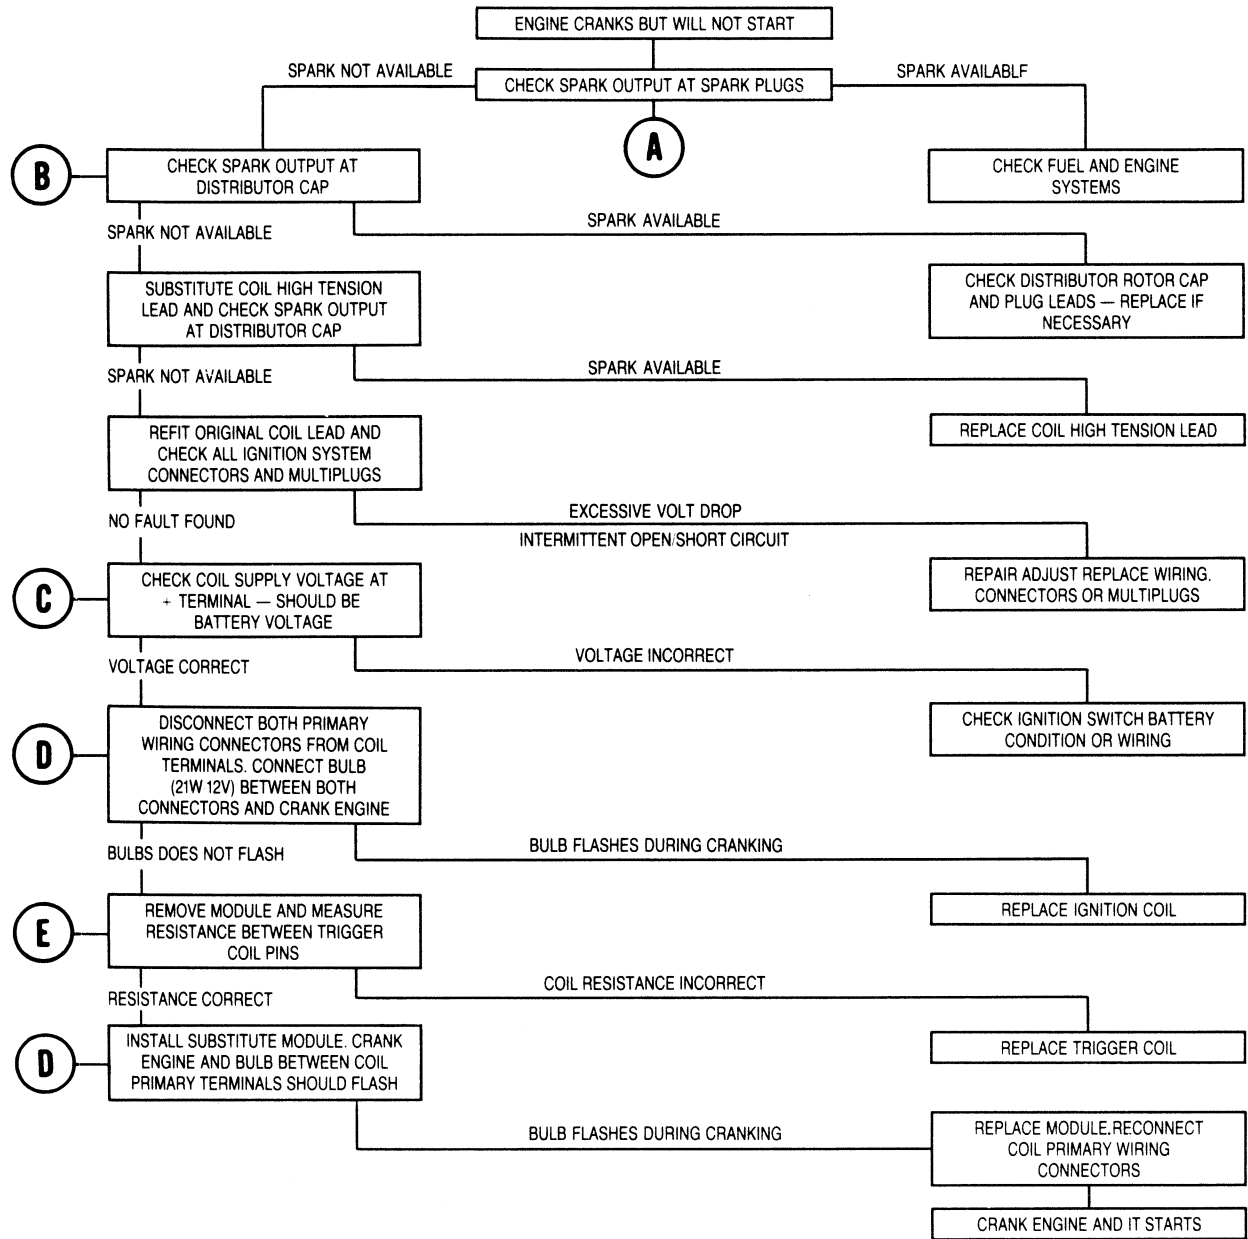 ENGINE CRANKS BUT WILL NOT START
SPARK NOT AVAILABLE
CHECK SPARK OUTPUT AT SPARK PLUGS
SPARK AVAILABLF
A
B
CHECK SPARK OUTPUT AT
DISTRIBUTOR CAP
CHECK FUEL AND ENGINE
SYSTEMS
SPARK NOT AVAILABLE
SPARK AVAILABLE
SUBSTITUTE COIL HIGH TENSION
LEAD AND CHECK SPARK OUTPUT
AT DISTRIBUTOR CAP
CHECK DISTRIBUTOR ROTOR CAP
AND PLUG LEADS — REPLACE IF
NECESSARY
SPARK NOT AVAILABLE
SPARK AVAILABLE
REFIT ORIGINAL COIL LEAD AND
CHECK ALL IGNITION SYSTEM
CONNECTORS AND MULTIPLUGS
REPLACE COIL HIGH TENSION LEAD
NO FAULT FOUND
EXCESSIVE VOLT DROP
INTERMITTENT OPEN/SHORT CIRCUIT
C
CHECK COIL SUPPLY VOLTAGE AT
+ TERMINAL — SHOULD BE
BATTERY VOLTAGE
REPAIR ADJUST REPLACE WIRING.
CONNECTORS OR MULTIPLUGS
VOLTAGE CORRECT
VOLTAGE INCORRECT
D
DISCONNECT BOTH PRIMARY
WIRING CONNECTORS FROM COIL
TERMINALS. CONNECT BULB
(21W 12V) BETWEEN BOTH
CONNECTORS AND CRANK ENGINE
CHECK IGNITION SWITCH BATTERY
CONDITION OR WIRING
BULBS DOES NOT FLASH
BULB FLASHES DURING CRANKING
E
REMOVE MODULE AND MEASURE
RESISTANCE BETWEEN TRIGGER
COIL PINS
REPLACE IGNITION COIL
RESISTANCE CORRECT
COIL RESISTANCE INCORRECT
D
INSTALL SUBSTITUTE MODULE. CRANK
ENGINE AND BULB BETWEEN COIL
PRIMARY TERMINALS SHOULD FLASH
REPLACE TRIGGER COIL
BULB FLASHES DURING CRANKING
REPLACE MODULE.RECONNECT
COIL PRIMARY WIRING
CONNECTORS
CRANK ENGINE AND IT STARTS